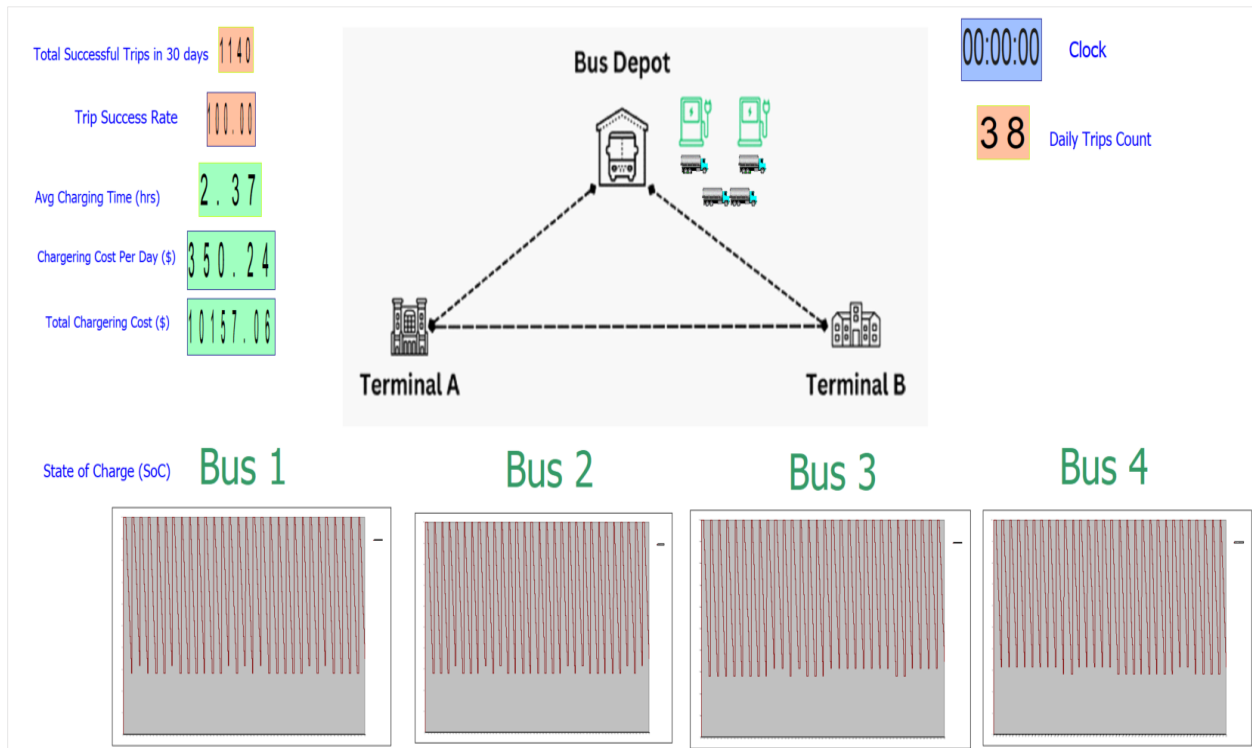 Total Successful Trips in 30 days
1140
Trip Success Rate
100.00
Avg Charging Time (hrs)
2.37
Chargering Cost Per Day ($)
350.24
Total Chargering Cost ($)
10157.06
Bus Depot
Terminal A
Terminal B
00:00:00
Clock
38
Daily Trips Count
State of Charge (SoC)
Bus 1
Bus 2
Bus 3
Bus 4